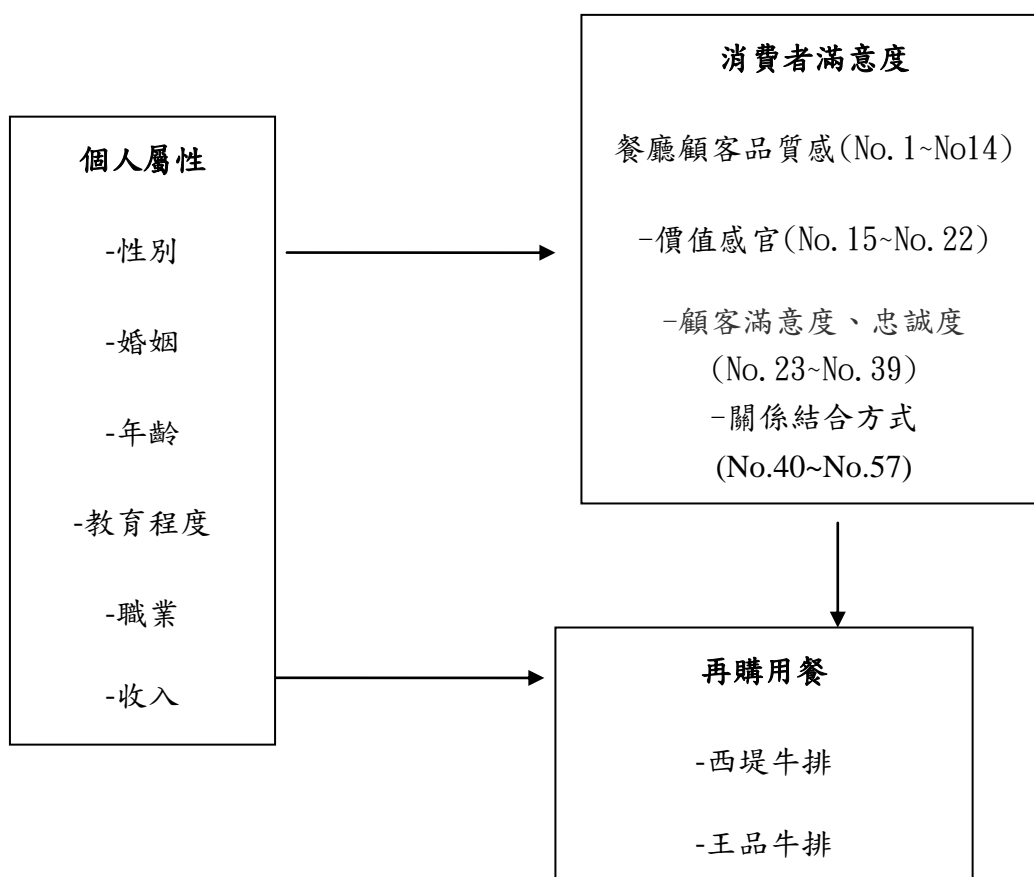 個人屬性
-性別
-婚姻
-年齡
-教育程度
-職業
-收入
消費者滿意度
餐廳顧客品質感(No.1~No14)
-價值感官(No.15~No.22)
-顧客滿意度、忠誠度
(No.23~No.39)
-關係結合方式
(No.40~No.57)
再購用餐
-西堤牛排
-王品牛排